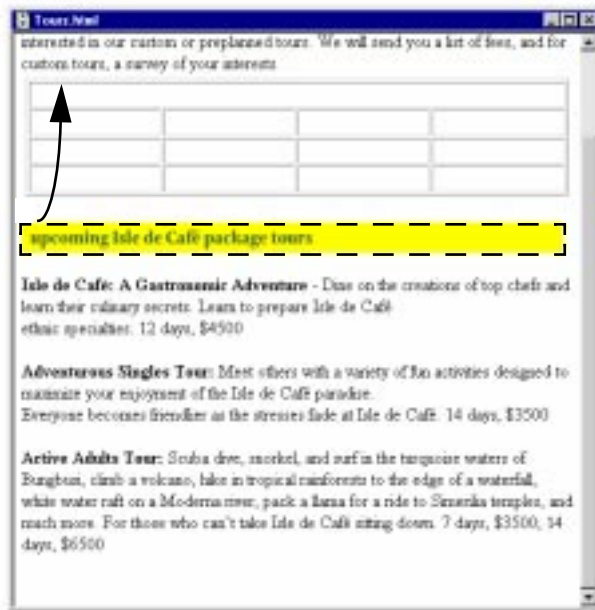 Tours.html
interested in our custom or preplanned tours. We will send you a list of fees, and for
custom tours, a survey of your interests
upcoming Isle de Café package tours
Isle de Café: A Gastronomic Adventure - Dine on the creations of top chefs and
learn their culinary secrets. Learn to prepare Isle de Café
ethnic specialties. 12 days, $4500
Adventurous Singles Tour: Meet others with a variety of fun activities designed to
maximize your enjoyment of the Isle de Café paradise.
Everyone becomes friendlier as the stresses fade at Isle de Café. 14 days, $3500
Active Adults Tour: Scuba dive, snorkel, and surf in the turquoise waters of
Bungbus, climb a volcano, hike in tropical rainforests to the edge of a waterfall,
white water raft on a Moderna river, pack a llama for a ride to Simerilia temples, and
much more. For those who can't take Isle de Café sitting down. 7 days, $3500, 14
days, $6500